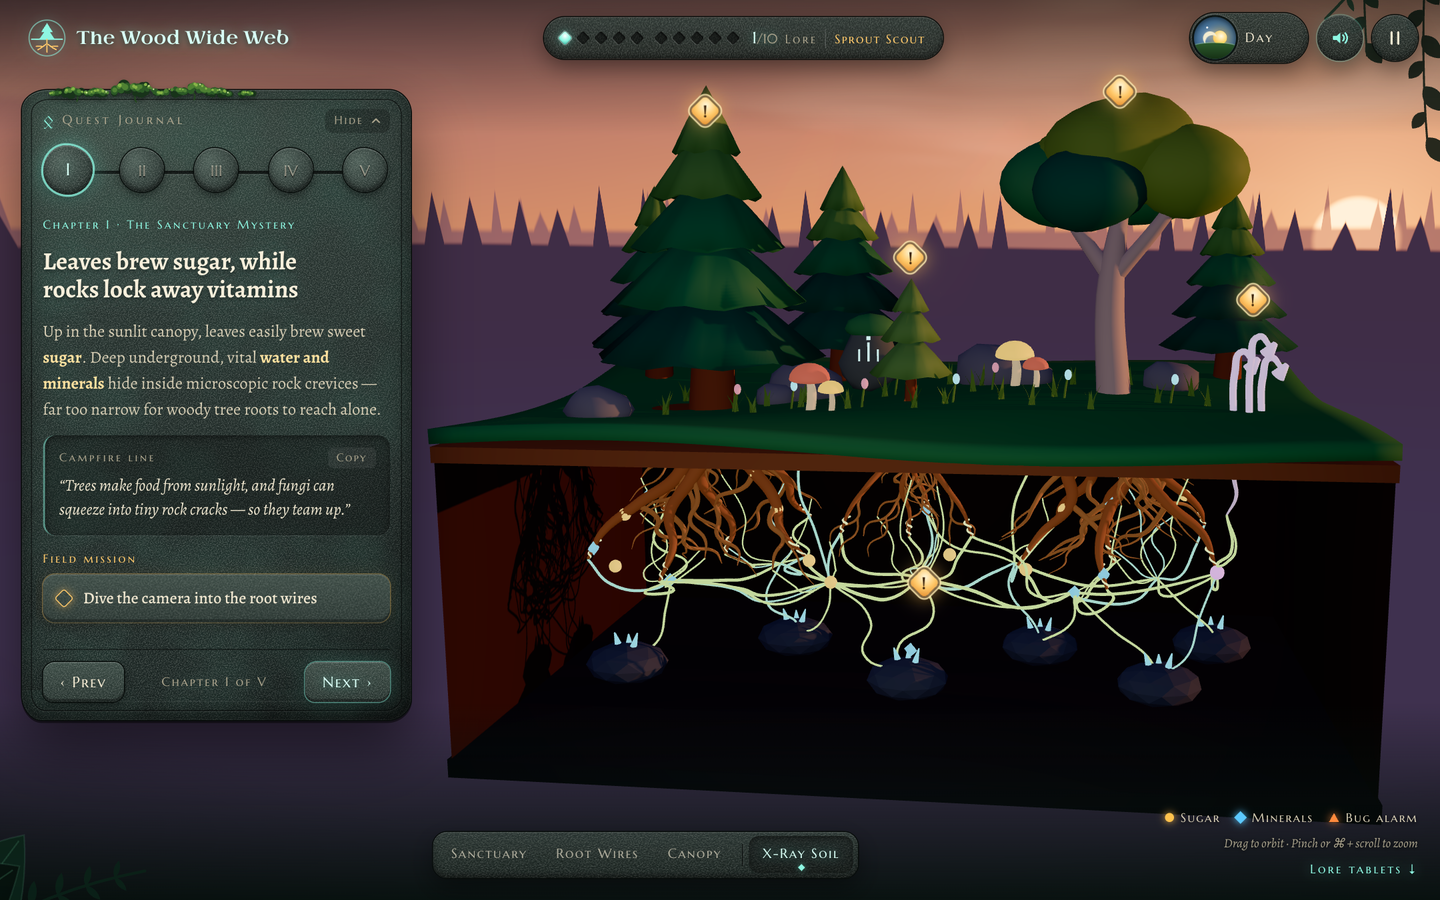 The Wood Wide Web
1/10 Lore Sprout Scout
Day
Quest Journal
Hide
I II III IV V
Chapter I · The Sanctuary Mystery
Leaves brew sugar, while
rocks lock away vitamins
Up in the sunlit canopy, leaves easily brew sweet
sugar. Deep underground, vital water and
minerals hide inside microscopic rock crevices —
far too narrow for woody tree roots to reach alone.
Campfire line
Copy
“Trees make food from sunlight, and fungi can
squeeze into tiny rock cracks — so they team up.”
Field mission
Dive the camera into the root wires
‹ Prev
Chapter I of V
Next ›
!
!
!
!
!
Sanctuary Root Wires Canopy X-Ray Soil
Sugar Minerals Bug alarm
Drag to orbit · Pinch or ⌘ + scroll to zoom
Lore tablets ↓